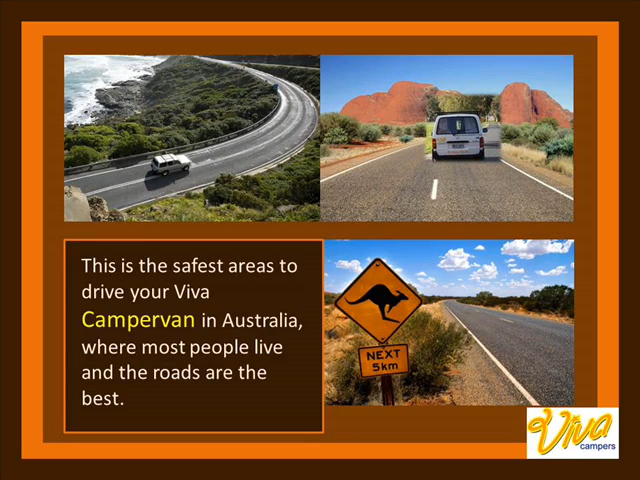 This is the safest areas to
drive your Viva
Campervan in Australia,
where most people live
and the roads are the
best.
NEXT
5km
Viva
campers